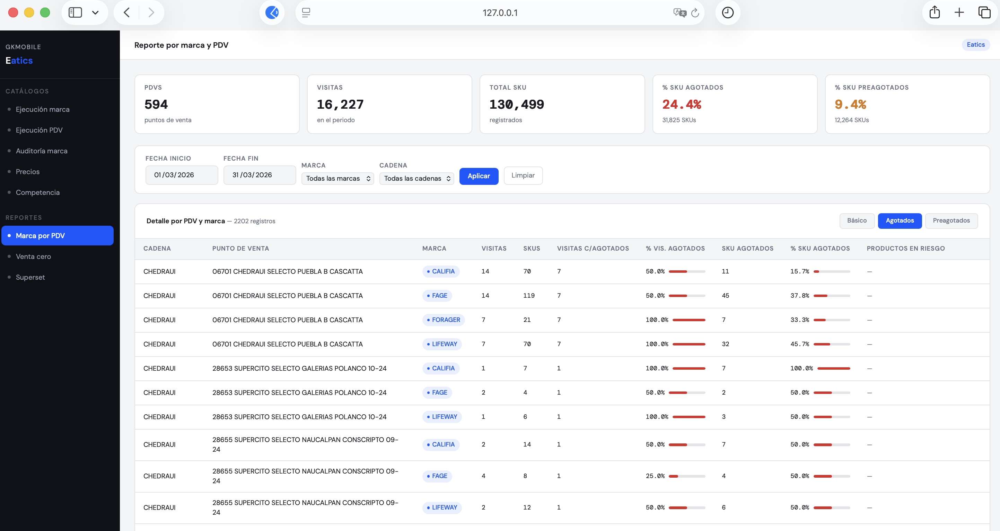 127.0.0.1
GKMOBILE
Eatics
CATÁLOGOS
Ejecución marca
Ejecución PDV
Auditoría marca
Precios
Competencia
REPORTES
Marca por PDV
Venta cero
Superset
Reporte por marca y PDV
Eatics
PDVS
594
puntos de venta
VISITAS
16,227
en el periodo
TOTAL SKU
130,499
registrados
% SKU AGOTADOS
24.4%
31,825 SKUs
% SKU PREAGOTADOS
9.4%
12,264 SKUs
FECHA INICIO
01/03/2026
FECHA FIN
31/03/2026
MARCA
Todas las marcas
CADENA
Todas las cadenas
Aplicar
Limpiar
Detalle por PDV y marca — 2202 registros
Básico
Agotados
Preagotados
CADENA PUNTO DE VENTA MARCA VISITAS SKUS VISITAS C/AGOTADOS % VIS. AGOTADOS SKU AGOTADOS % SKU AGOTADOS PRODUCTOS EN RIESGO
CHEDRAUI 06701 CHEDRAUI SELECTO PUEBLA B CASCATTA CALIFIA 14 70 7 50.0% 11 15.7% —
CHEDRAUI 06701 CHEDRAUI SELECTO PUEBLA B CASCATTA FAGE 14 119 7 50.0% 45 37.8% —
CHEDRAUI 06701 CHEDRAUI SELECTO PUEBLA B CASCATTA FORAGER 7 21 7 100.0% 7 33.3% —
CHEDRAUI 06701 CHEDRAUI SELECTO PUEBLA B CASCATTA LIFEWAY 7 70 7 100.0% 32 45.7% —
CHEDRAUI 28653 SUPERCITO SELECTO GALERIAS POLANCO 10-24 CALIFIA 1 7 1 100.0% 7 100.0% —
CHEDRAUI 28653 SUPERCITO SELECTO GALERIAS POLANCO 10-24 FAGE 2 4 1 50.0% 2 50.0% —
CHEDRAUI 28653 SUPERCITO SELECTO GALERIAS POLANCO 10-24 LIFEWAY 1 6 1 100.0% 3 50.0% —
CHEDRAUI 28655 SUPERCITO SELECTO NAUCALPAN CONSCRIPTO 09-
24 CALIFIA 2 14 1 50.0% 7 50.0% —
CHEDRAUI 28655 SUPERCITO SELECTO NAUCALPAN CONSCRIPTO 09-
24 FAGE 4 8 1 25.0% 4 50.0% —
CHEDRAUI 28655 SUPERCITO SELECTO NAUCALPAN CONSCRIPTO 09-
24 LIFEWAY 2 12 1 50.0% 6 50.0% —